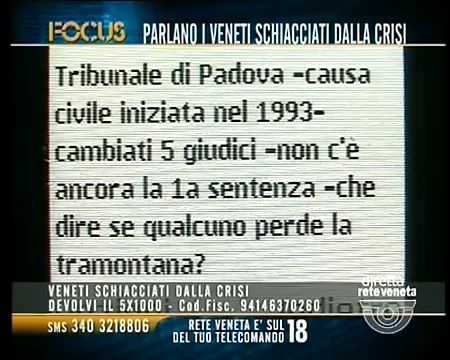 FOCUS PARLANO I VENETI SCHIACCIATI DALLA CRISI
Tribunale di Padova -causa
civile iniziata nel 1993-
cambiati 5 giudici -non c'è
ancora la 1a sentenza -che
dire se qualcuno perde la
tramontana?
diretta
reteveneta
VENETI SCHIACCIATI DALLA CRISI
DEVOLVI IL 5X1000 - Cod.Fisc. 94146370260
SMS 340 3218806
RETE VENETA E' SUL
DEL TUO TELECOMANDO 18